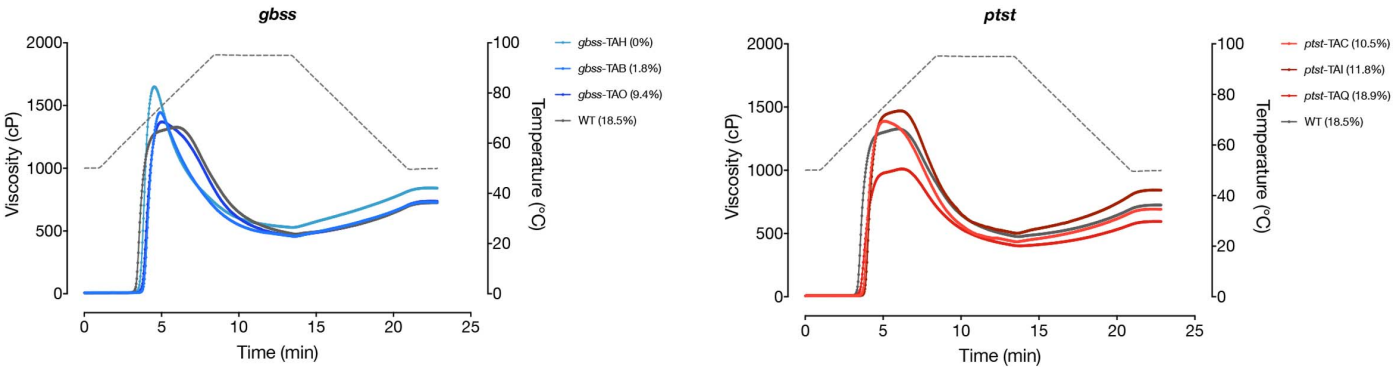 gbss
2000
1500
1000
500
0
Viscosity (cP)
100
80
60
40
20
0
Temperature (°C)
0
5
10
15
20
25
Time (min)
gbss-TAH (0%)
gbss-TAB (1.8%)
gbss-TAO (9.4%)
WT (18.5%)
ptst
2000
1500
1000
500
0
Viscosity (cP)
100
80
60
40
20
0
Temperature (°C)
0
5
10
15
20
25
Time (min)
ptst-TAC (10.5%)
ptst-TAI (11.8%)
ptst-TAQ (18.9%)
WT (18.5%)